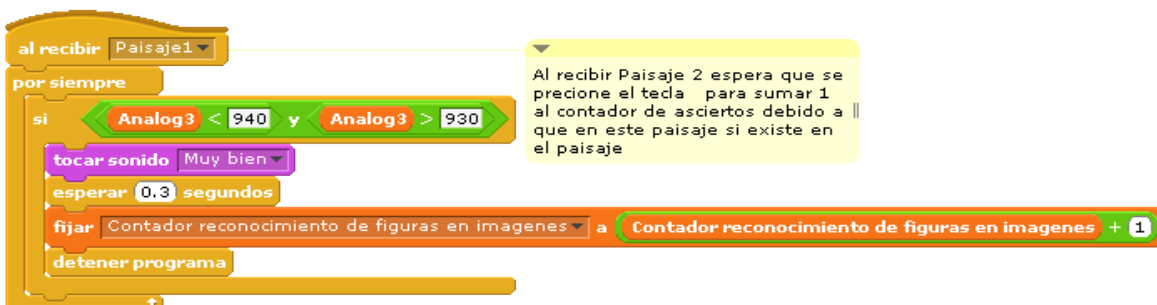 al recibir Paisaje1
por siempre
si Analog3 < 940 y Analog3 > 930
tocar sonido Muy bien
esperar 0.3 segundos
fijar Contador reconocimiento de figuras en imagenes a Contador reconocimiento de figuras en imagenes + 1
detener programa
Al recibir Paisaje 2 espera que se
precione el tecla para sumar 1
al contador de asciertos debido a
que en este paisaje si existe en
el paisaje